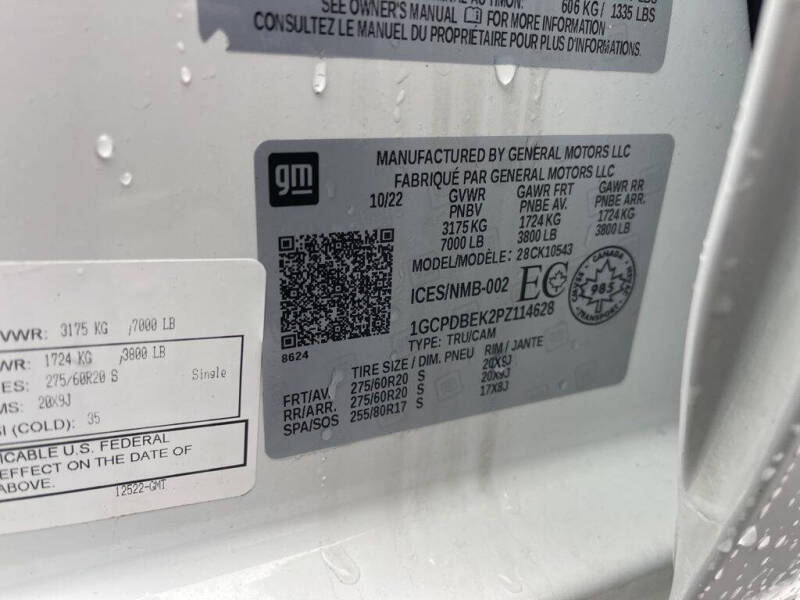 606 KG / 1335 LBS
SEE OWNER'S MANUAL FOR MORE INFORMATION
CONSULTEZ LE MANUEL DU PROPRIÉTAIRE POUR PLUS D'INFORMATIONS.
gm
MANUFACTURED BY GENERAL MOTORS LLC
FABRIQUÉ PAR GENERAL MOTORS LLC
10/22 GVWR GAWR FRT GAWR RR
PNBV PNBE AV. PNBE ARR.
3175 KG 1724 KG 1724 KG
7000 LB 3800 LB 3800 LB
MODEL/MODÈLE: 28CK10543
ICES/NMB-002 EC CANADA 985
1GCPDBEK2PZ114628
TYPE: TRU/CAM
8624
TIRE SIZE / DIM. PNEU RIM / JANTE
FRT/AV. 275/60R20 S 20X9J
RR/ARR. 275/60R20 S 20X9J
SPA/SOS 255/80R17 S 17X8J
VWR: 3175 KG /7000 LB
WR: 1724 KG /3800 LB
ES: 275/60R20 S Single
MS: 20X9J
SI (COLD): 35
ICABLE U.S. FEDERAL
EFFECT ON THE DATE OF
ABOVE.
12522-GMT